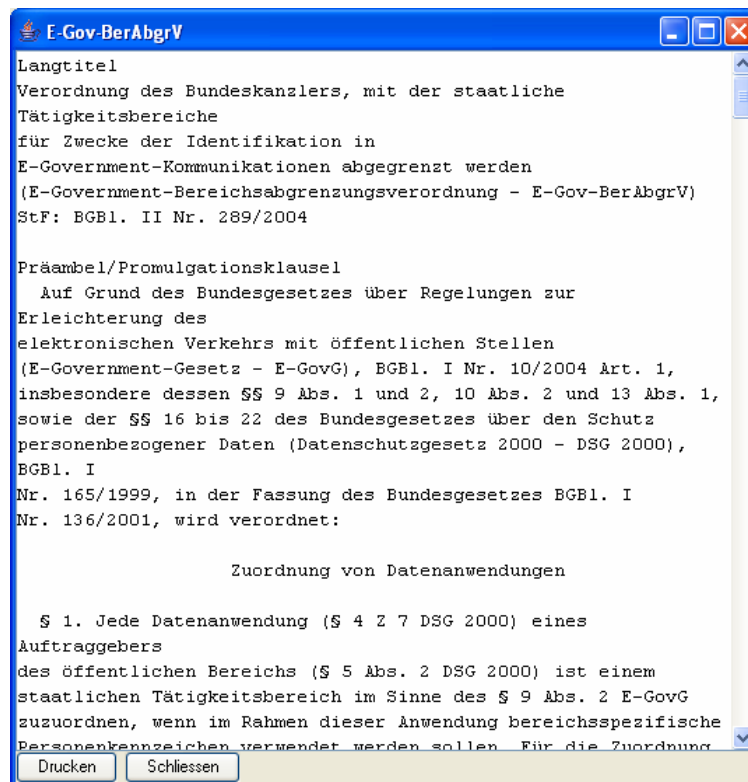 E-Gov-BerAbgrV
Langtitel
Verordnung des Bundeskanzlers, mit der staatliche
Tätigkeitsbereiche
für Zwecke der Identifikation in
E-Government-Kommunikationen abgegrenzt werden
(E-Government-Bereichsabgrenzungsverordnung - E-Gov-BerAbgrV)
StF: BGBl. II Nr. 289/2004
Präambel/Promulgationsklausel
Auf Grund des Bundesgesetzes über Regelungen zur
Erleichterung des
elektronischen Verkehrs mit öffentlichen Stellen
(E-Government-Gesetz - E-GovG), BGBl. I Nr. 10/2004 Art. 1,
insbesondere dessen §§ 9 Abs. 1 und 2, 10 Abs. 2 und 13 Abs. 1,
sowie der §§ 16 bis 22 des Bundesgesetzes über den Schutz
personenbezogener Daten (Datenschutzgesetz 2000 - DSG 2000),
BGBl. I
Nr. 165/1999, in der Fassung des Bundesgesetzes BGBl. I
Nr. 136/2001, wird verordnet:
Zuordnung von Datenanwendungen
§ 1. Jede Datenanwendung (§ 4 Z 7 DSG 2000) eines
Auftraggebers
des öffentlichen Bereichs (§ 5 Abs. 2 DSG 2000) ist einem
staatlichen Tätigkeitsbereich im Sinne des § 9 Abs. 2 E-GovG
zuzuordnen, wenn im Rahmen dieser Anwendung bereichsspezifische
Personenkennzeichen verwendet werden sollen. Für die Zuordnung
Drucken Schliessen